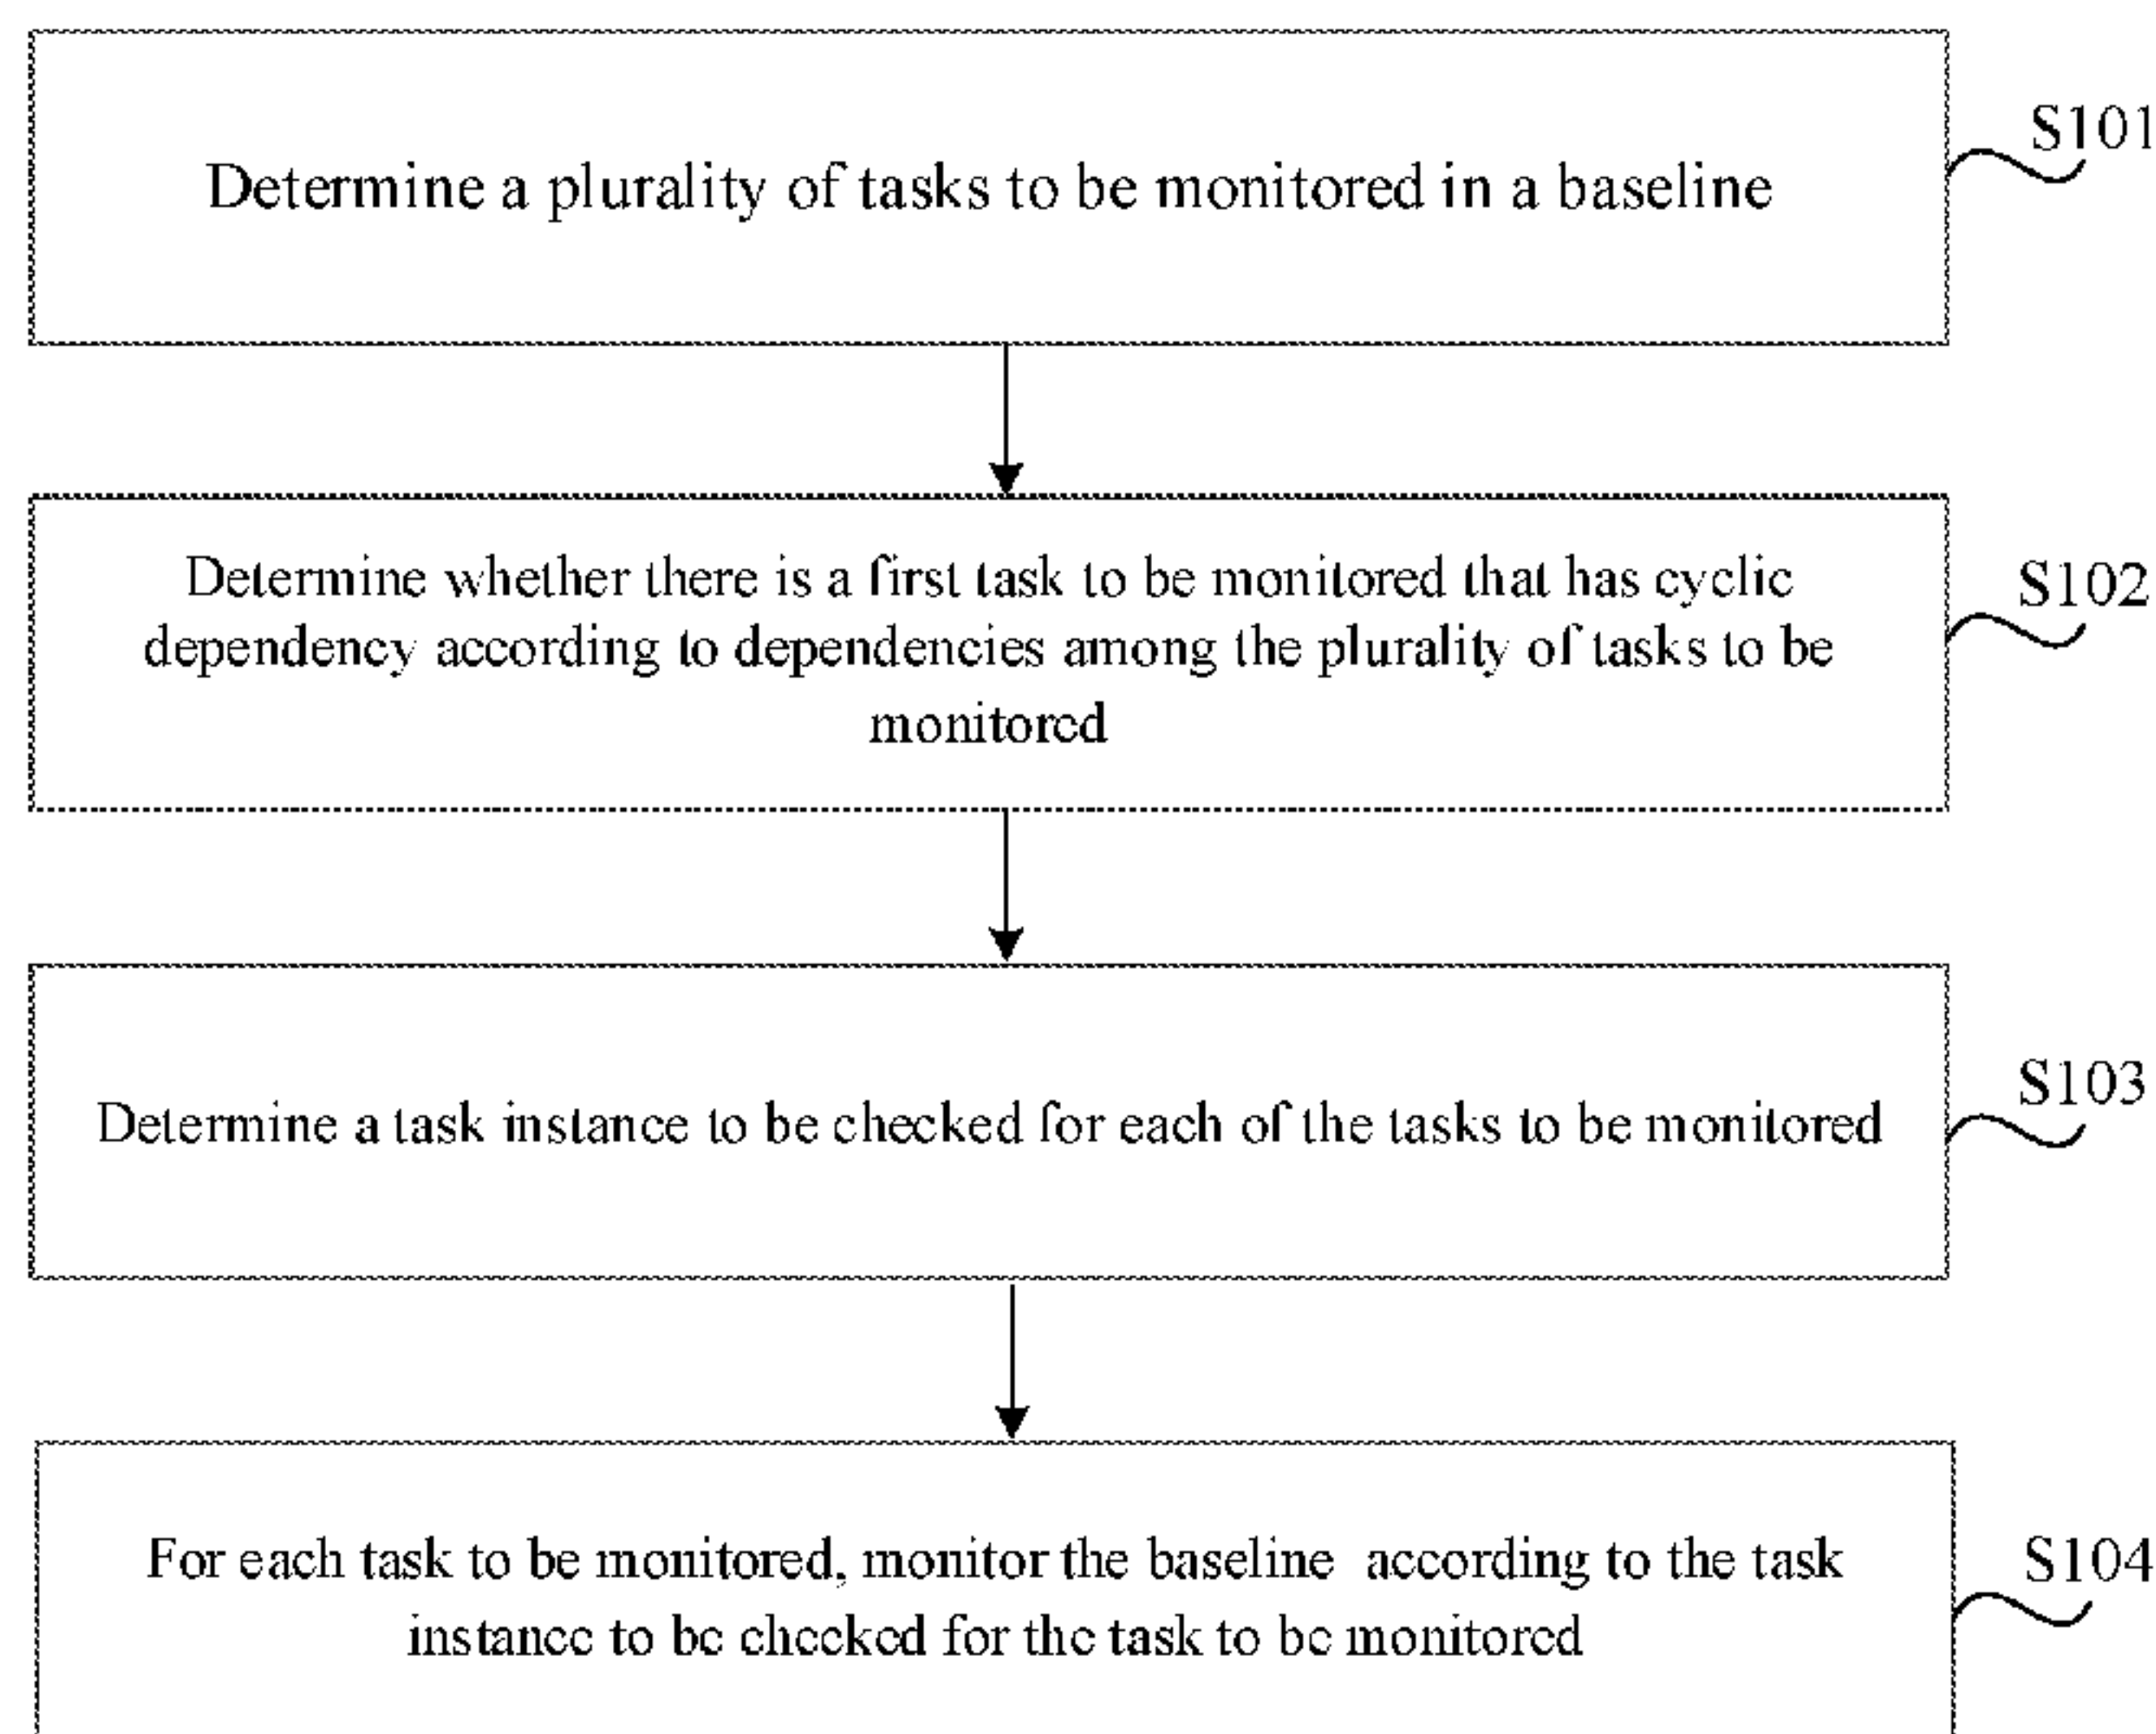 Determine a plurality of tasks to be monitored in a baseline
S101
Determine whether there is a first task to be monitored that has cyclic
dependency according to dependencies among the plurality of tasks to be
monitored
S102
Determine a task instance to be checked for each of the tasks to be monitored
S103
For each task to be monitored, monitor the baseline according to the task
instance to be checked for the task to be monitored
S104